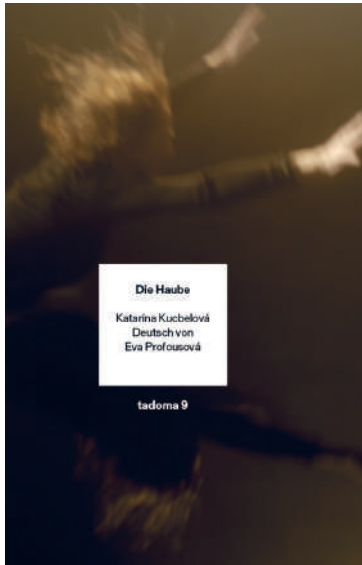 Die Haube
Katarína Kucbelová
Deutsch von
Eva Profousová
tadoma 9